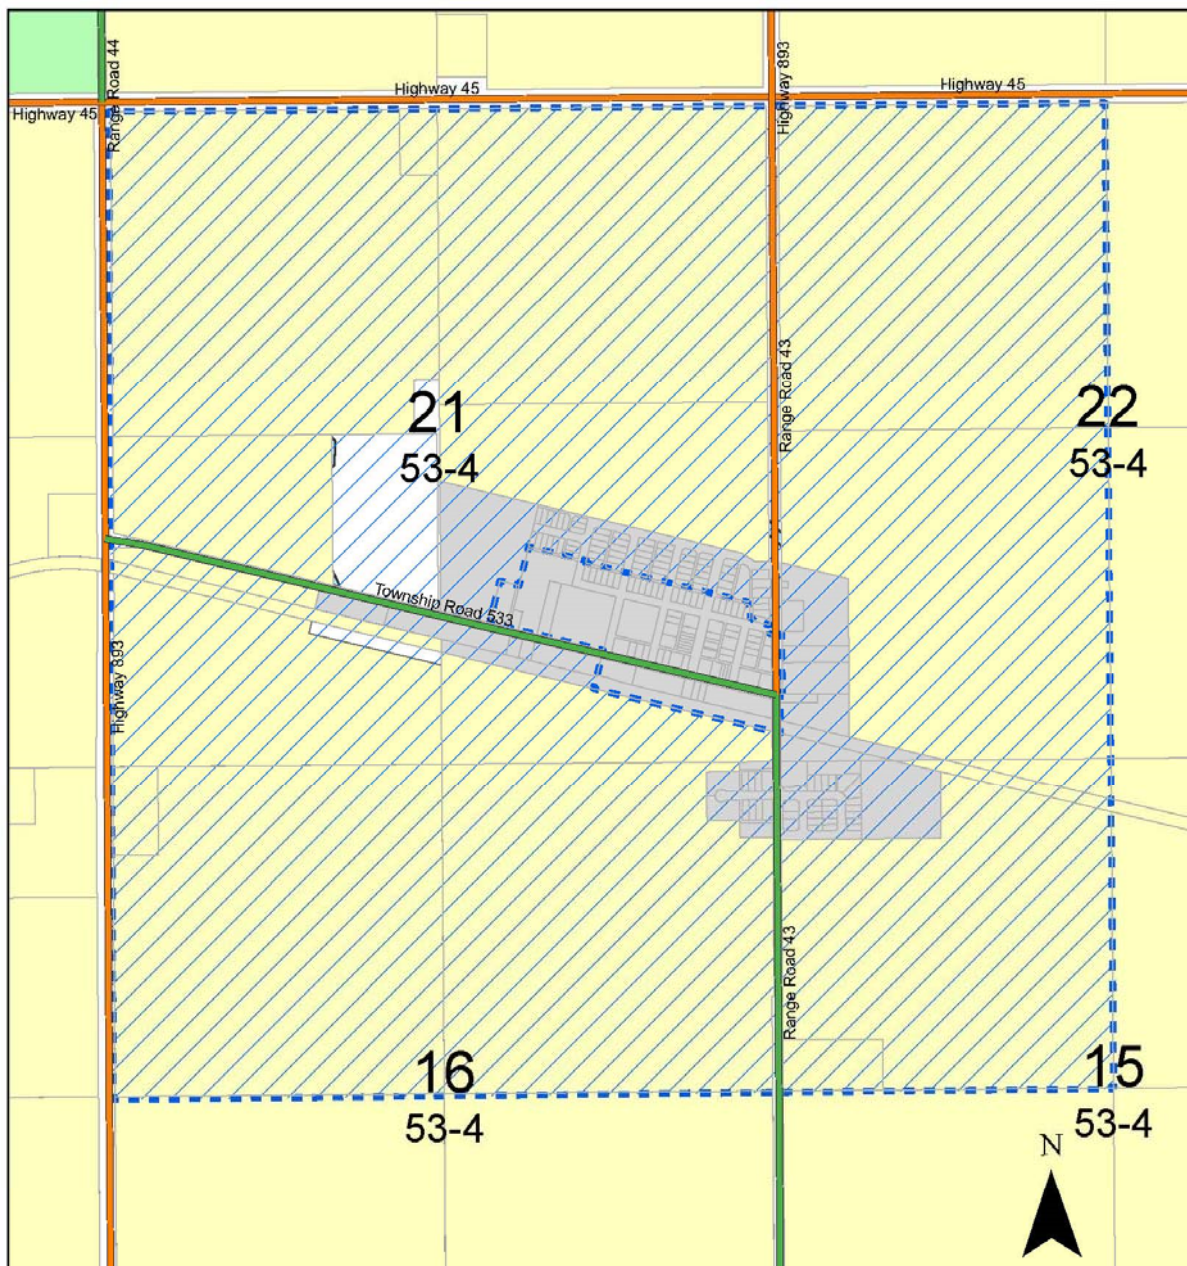 Range Road 44
Highway 893
Highway 45
Highway 45
Highway 45
Range Road 43
21
53-4
22
53-4
Township Road 533
Highway 893
Range Road 43
16
53-4
15
53-4
N